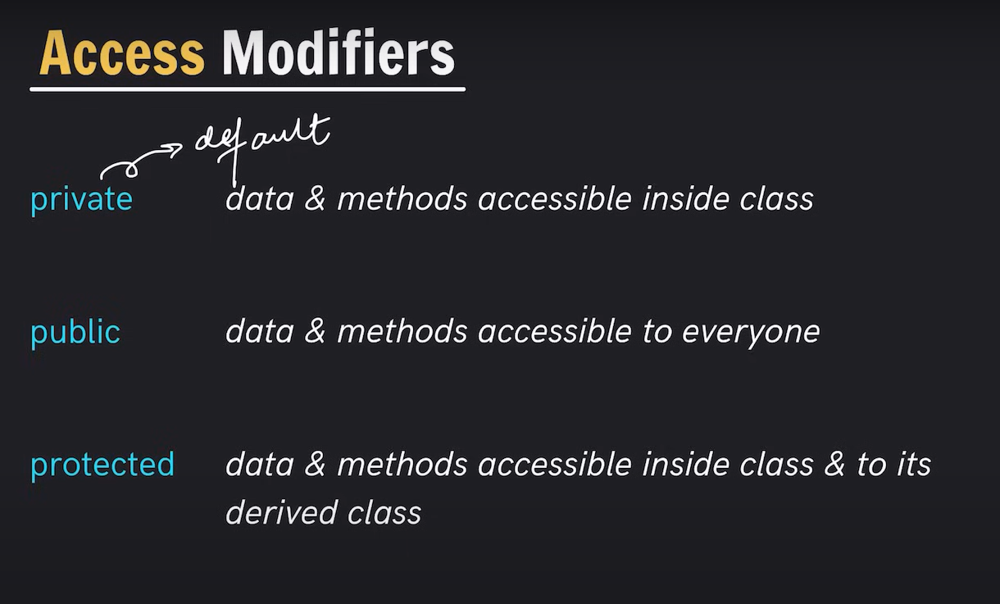 Access Modifiers
default
private data & methods accessible inside class
public data & methods accessible to everyone
protected data & methods accessible inside class & to its
derived class